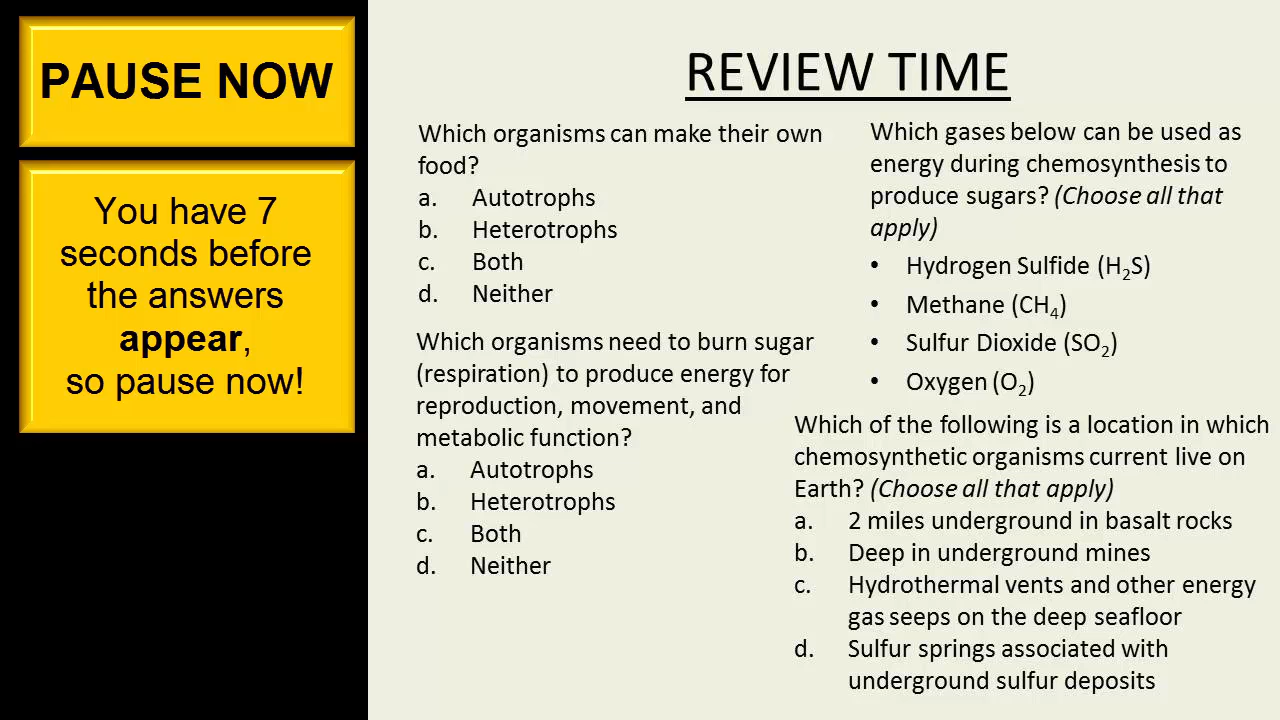 PAUSE NOW
You have 7
seconds before
the answers
appear,
so pause now!
REVIEW TIME
Which organisms can make their own
food?
a. Autotrophs
b. Heterotrophs
c. Both
d. Neither
Which organisms need to burn sugar
(respiration) to produce energy for
reproduction, movement, and
metabolic function?
a. Autotrophs
b. Heterotrophs
c. Both
d. Neither
Which gases below can be used as
energy during chemosynthesis to
produce sugars? (Choose all that
apply)
• Hydrogen Sulfide (H₂S)
• Methane (CH₄)
• Sulfur Dioxide (SO₂)
• Oxygen (O₂)
Which of the following is a location in which
chemosynthetic organisms current live on
Earth? (Choose all that apply)
a. 2 miles underground in basalt rocks
b. Deep in underground mines
c. Hydrothermal vents and other energy
gas seeps on the deep seafloor
d. Sulfur springs associated with
underground sulfur deposits